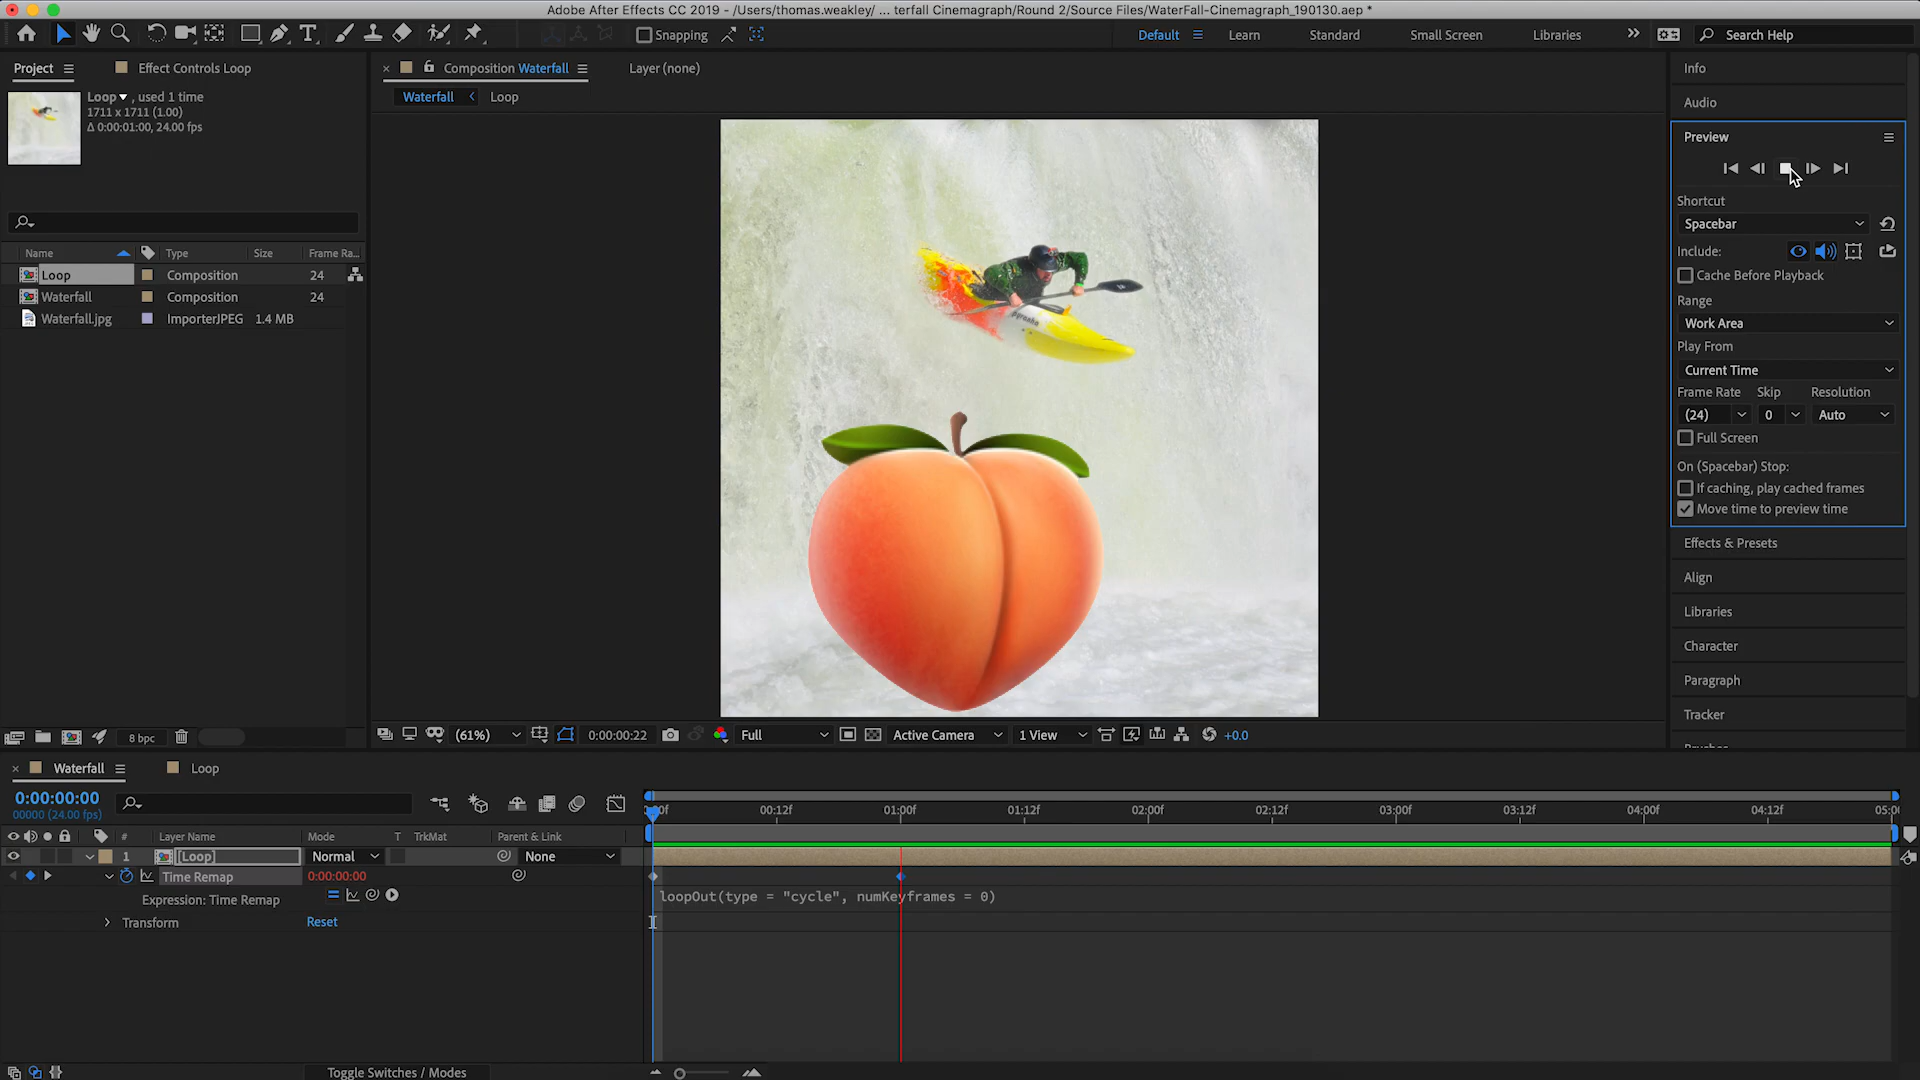 Adobe After Effects CC 2019 - /Users/thomas.weakley/ ... terfall Cinemagraph/Round 2/Source Files/WaterFall-Cinemagraph_190130.aep *
Snapping
Default
Learn
Standard
Small Screen
Libraries
Search Help
Project
Effect Controls Loop
Composition Waterfall
Layer (none)
Info
Loop , used 1 time
1711 x 1711 (1.00)
Δ 0:00:01:00, 24.00 fps
Waterfall
Loop
Audio
Preview
Shortcut
Spacebar
Include:
Cache Before Playback
Range
Work Area
Play From
Current Time
Frame Rate Skip Resolution
(24) 0 Auto
Full Screen
On (Spacebar) Stop:
If caching, play cached frames
Move time to preview time
Effects & Presets
Align
Libraries
Character
Paragraph
Tracker
Name Type Size Frame Ra...
Loop Composition 24
Waterfall Composition 24
Waterfall.jpg ImporterJPEG 1.4 MB
pyranha
8 bpc
(61%) 0:00:00:22 Full Active Camera 1 View +0.0
Waterfall
Loop
0:00:00:00
00000 (24.00 fps)
00:12f 01:00f 01:12f 02:00f 02:12f 03:00f 03:12f 04:00f 04:12f
# Layer Name Mode T TrkMat Parent & Link
1 [Loop] Normal None
Time Remap 0:00:00:00
Expression: Time Remap
loopOut(type = "cycle", numKeyframes = 0)
Transform Reset
Toggle Switches / Modes